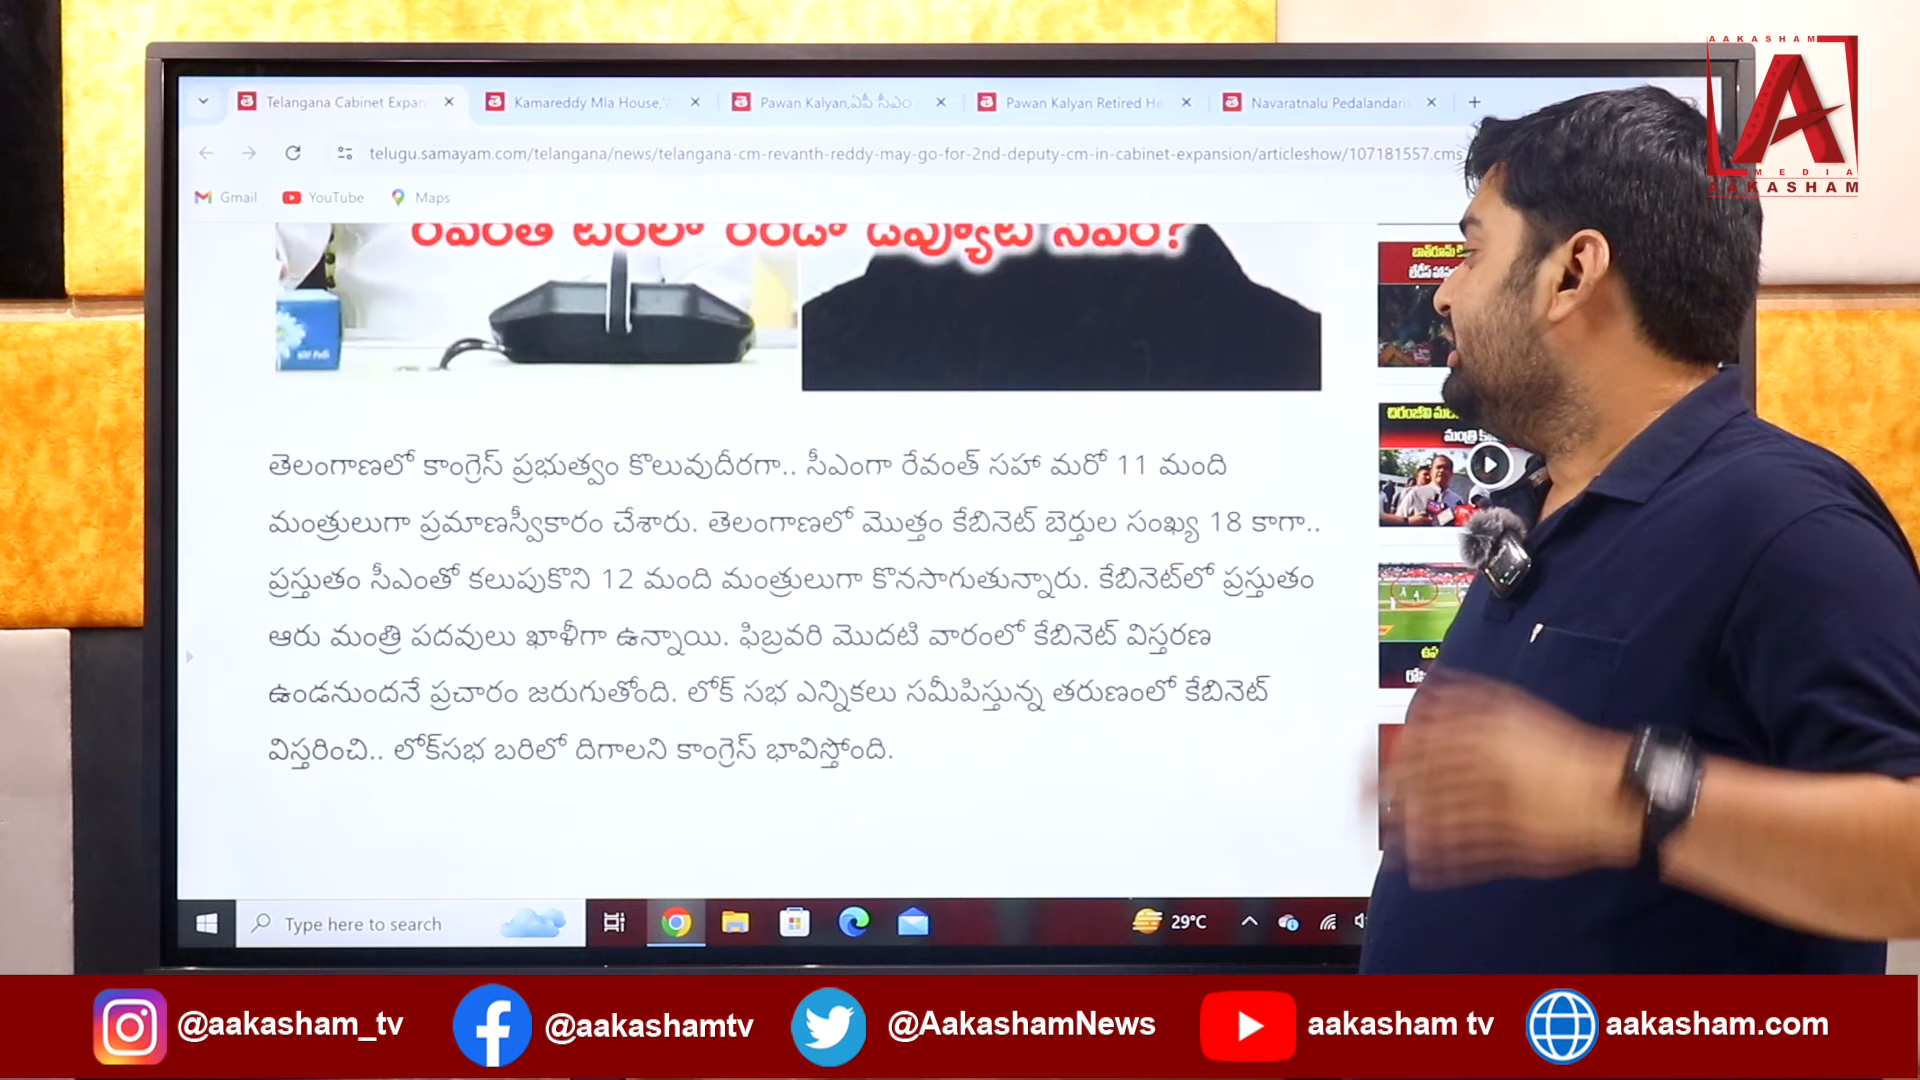 AAKASHAM
MEDIA
AAKASHAM
Telangana Cabinet Expan
Kamareddy Mla House,
Pawan Kalyan,ఏపీ సీఎం
Pawan Kalyan Retired He
Navaratnalu Pedalandari
telugu.samayam.com/telangana/news/telangana-cm-revanth-reddy-may-go-for-2nd-deputy-cm-in-cabinet-expansion/articleshow/107181557.cms
Gmail
YouTube
Maps
తెలంగాణలో కాంగ్రెస్ ప్రభుత్వం కొలువుదీరగా.. సీఎంగా రేవంత్ సహా మరో 11 మంది
మంత్రులుగా ప్రమాణస్వీకారం చేశారు. తెలంగాణలో మొత్తం కేబినెట్ బెర్తుల సంఖ్య 18 కాగా..
ప్రస్తుతం సీఎంతో కలుపుకొని 12 మంది మంత్రులుగా కొనసాగుతున్నారు. కేబినెట్‌లో ప్రస్తుతం
ఆరు మంత్రి పదవులు ఖాళీగా ఉన్నాయి. ఫిబ్రవరి మొదటి వారంలో కేబినెట్ విస్తరణ
ఉండనుందనే ప్రచారం జరుగుతోంది. లోక్ సభ ఎన్నికలు సమీపిస్తున్న తరుణంలో కేబినెట్
విస్తరించి.. లోక్‌సభ బరిలో దిగాలని కాంగ్రెస్ భావిస్తోంది.
Type here to search
29°C
@aakasham_tv
@aakashamtv
@AakashamNews
aakasham tv
aakasham.com